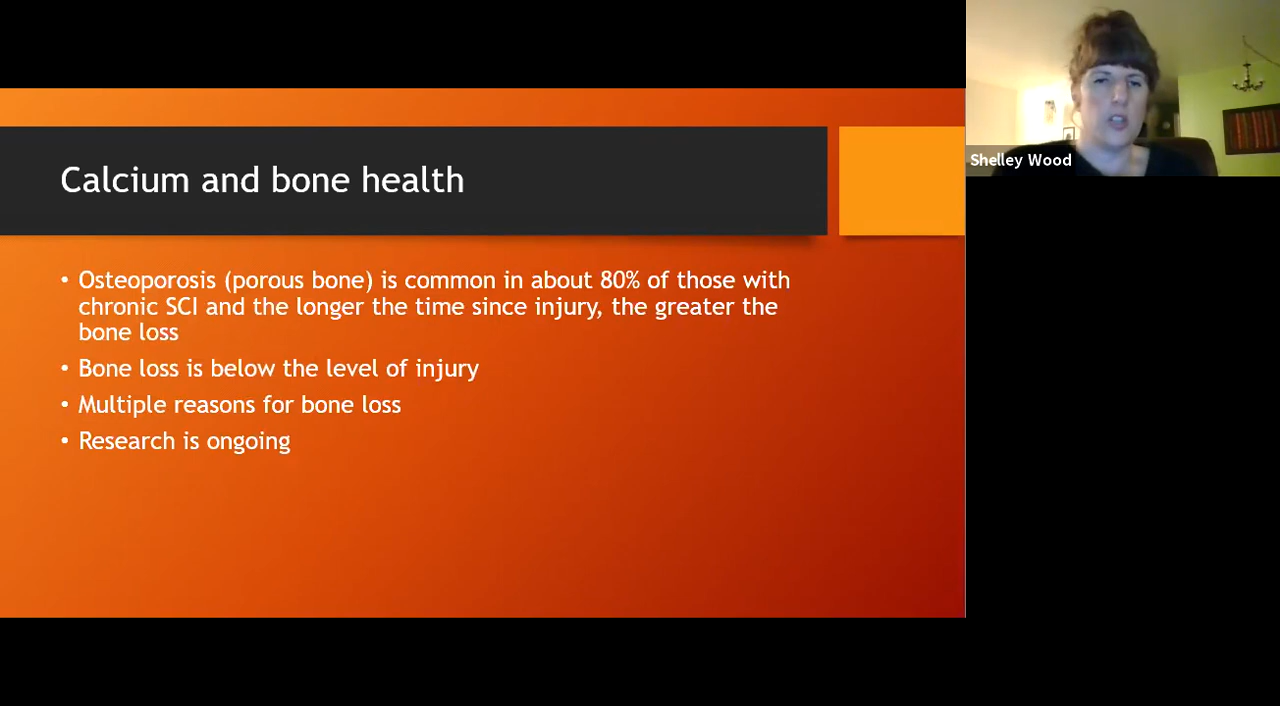 Calcium and bone health
• Osteoporosis (porous bone) is common in about 80% of those with
chronic SCI and the longer the time since injury, the greater the
bone loss
• Bone loss is below the level of injury
• Multiple reasons for bone loss
• Research is ongoing
Shelley Wood